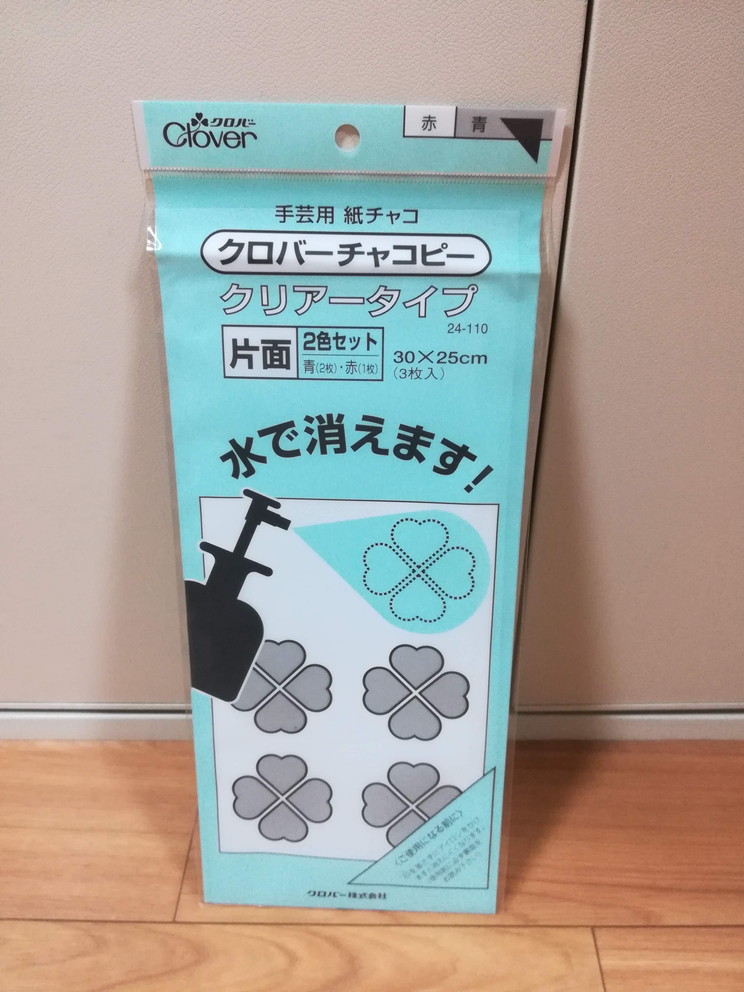 クロバー
Clover
赤 青
手芸用 紙チャコ
クロバーチャコピー
クリアータイプ
24-110
片面
2色セット
青(2枚)・赤(1枚)
30×25cm
(3枚入)
水で消えます!
〈ご使用になる前に〉
クロバー株式会社